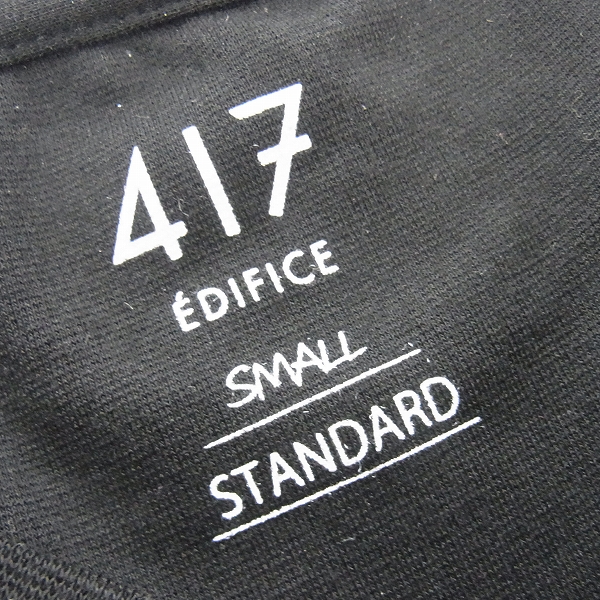 417
ÉDIFICE
SMALL
STANDARD